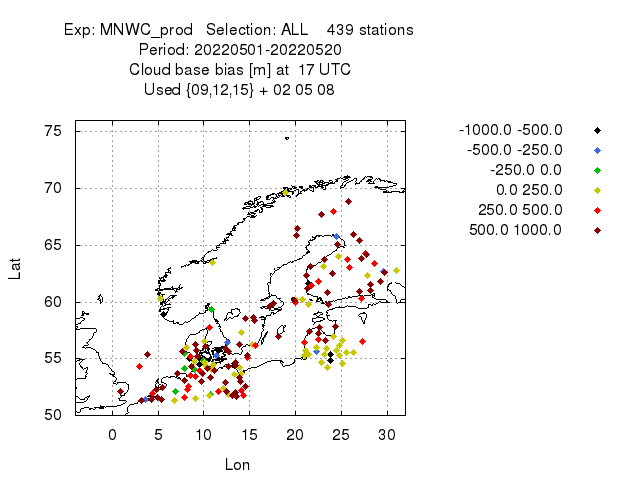 Exp: MNWC_prod   Selection: ALL    439 stations
Period: 20220501-20220520
Cloud base bias [m] at  17 UTC
Used {09,12,15} + 02 05 08
-1000.0 -500.0
-500.0 -250.0
-250.0 0.0
0.0 250.0
250.0 500.0
500.0 1000.0
Lat
75
70
65
60
55
50
0 5 10 15 20 25 30
Lon